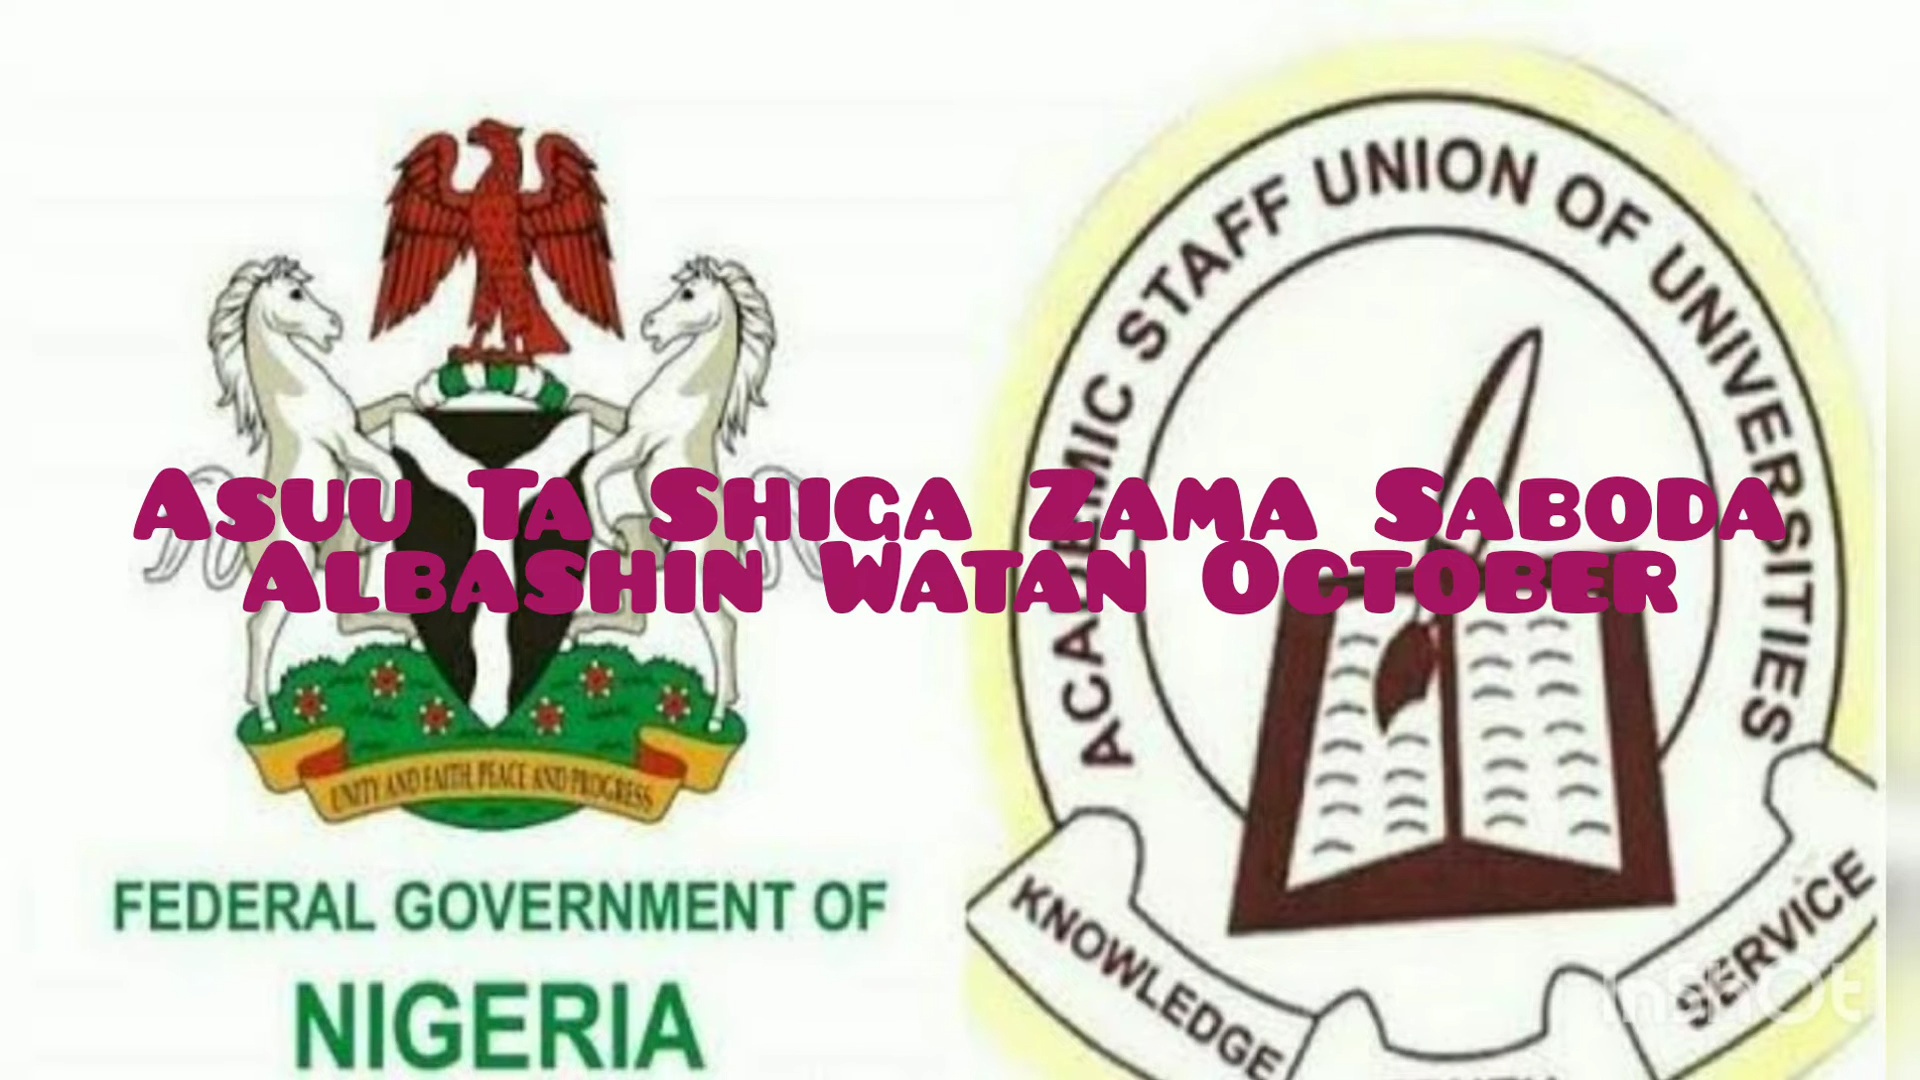 Asuu Ta Shiga Zama Saboda
Albashin Watan October
UNITY AND FAITH, PEACE AND PROGRESS
FEDERAL GOVERNMENT OF
NIGERIA
ACADEMIC STAFF UNION OF UNIVERSITIES
KNOWLEDGE
SERVICE
InShot